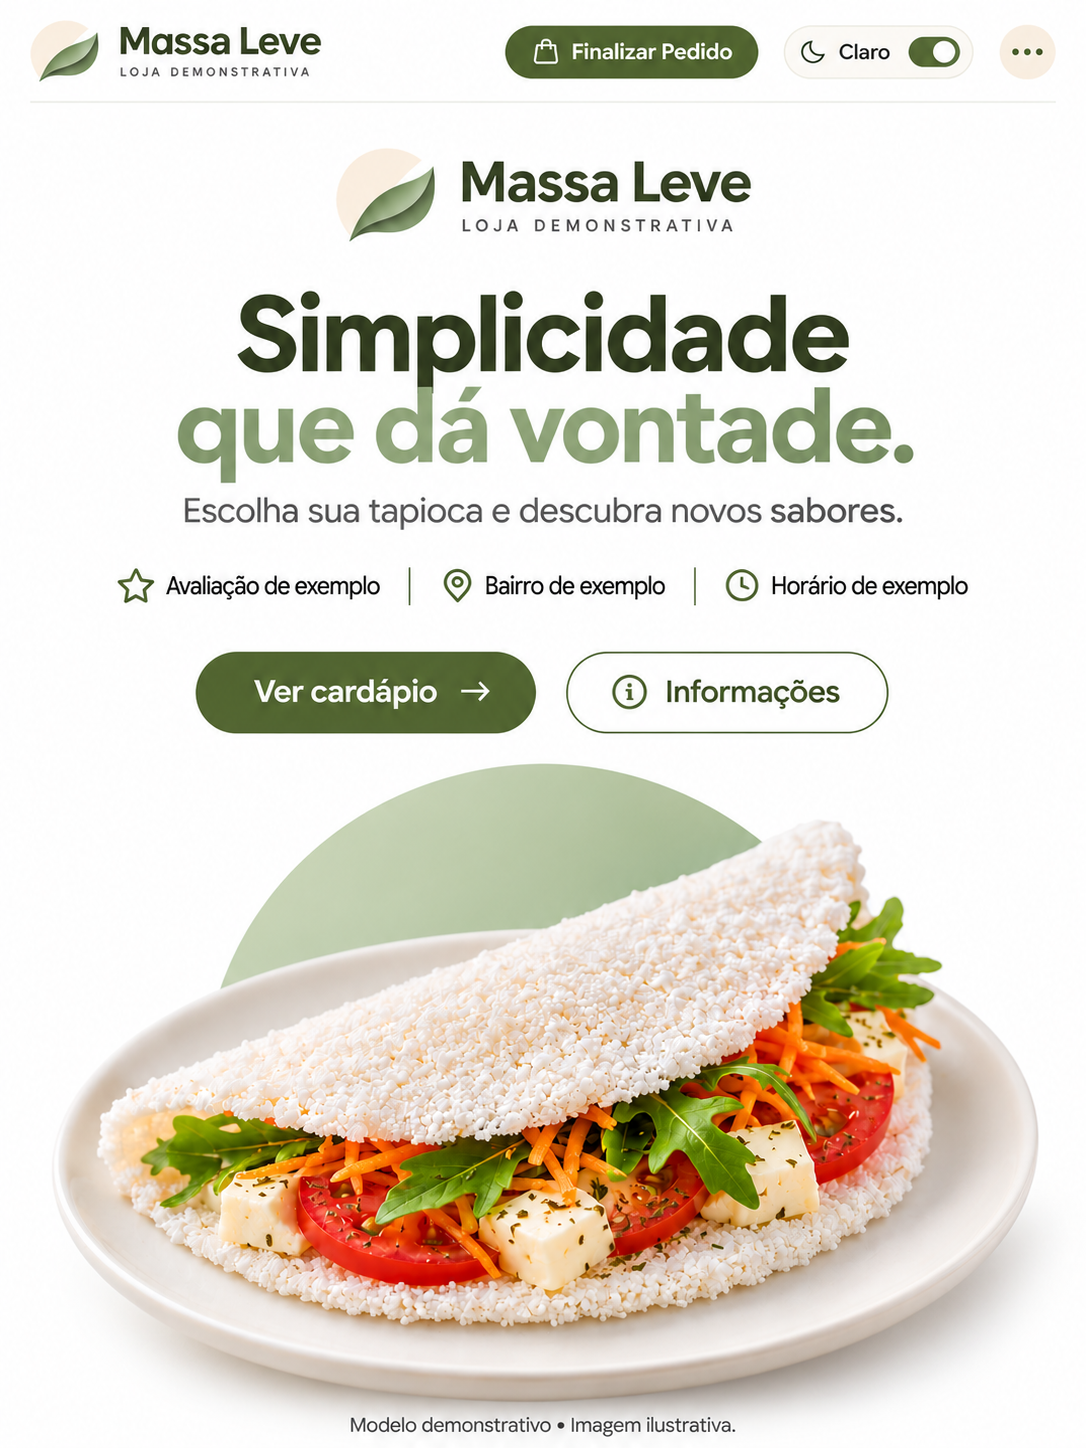 Massa Leve
LOJA DEMONSTRATIVA
Finalizar Pedido
Claro
Massa Leve
LOJA DEMONSTRATIVA
Simplicidade
que dá vontade.
Escolha sua tapioca e descubra novos sabores.
Avaliação de exemplo
Bairro de exemplo
Horário de exemplo
Ver cardápio →
Informações
Modelo demonstrativo • Imagem ilustrativa.